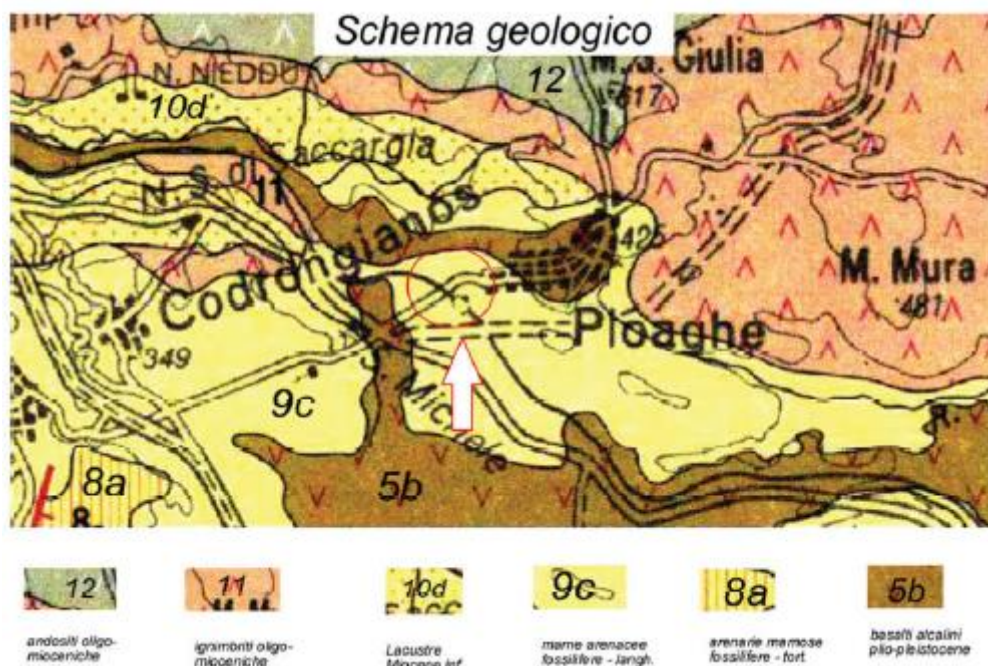 Schema geologico
N. NIEDDU
12
M. S. Giulia
617
10d
Saccargia
N. S. di
11
Codrongianos
425
M. Mura
481
Ploaghe
349
9c
Michele
R.
8a
5b
8
12
11
10d
9c
8a
5b
andositi oligo-
mioceniche
ignimbriti oligo-
mioceniche
Lacustre
Miocene inf.
marne arenacee
fossilifere - langh.
arenarie marnose
fossilifere - tort.
basalti alcalini
plio-pleistocene